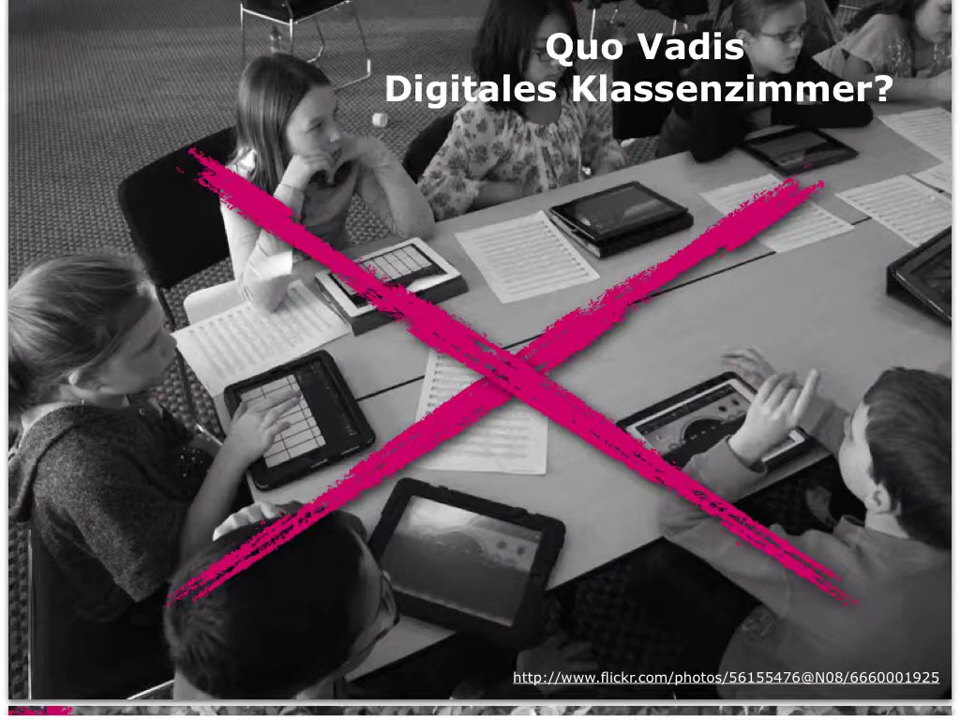 Quo Vadis
Digitales Klassenzimmer?
http://www.flickr.com/photos/56155476@N08/6660001925